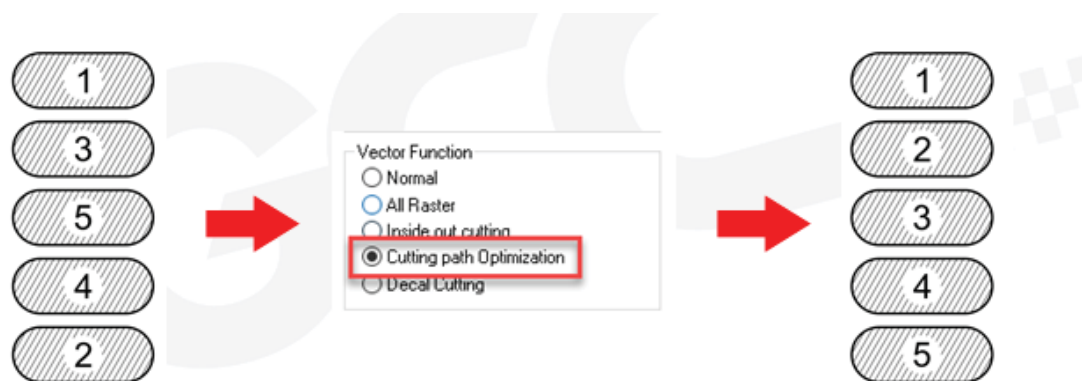 1
3
5
4
2
Vector Function
Normal
All Raster
Inside out cutting
Cutting path Optimization
Decal Cutting
1
2
3
4
5
GCC